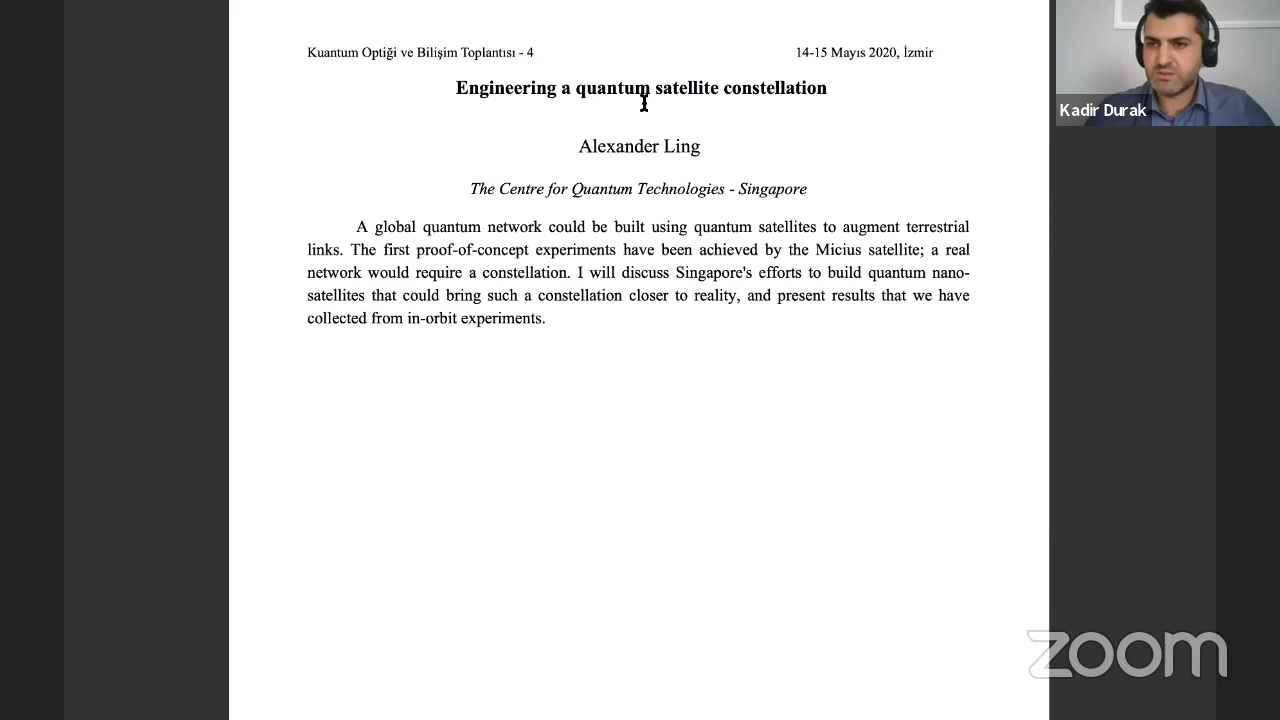 Kuantum Optiği ve Bilişim Toplantısı - 4 14-15 Mayıs 2020, İzmir
Kadir Durak
Engineering a quantum satellite constellation
Alexander Ling
The Centre for Quantum Technologies - Singapore
A global quantum network could be built using quantum satellites to augment terrestrial
links. The first proof-of-concept experiments have been achieved by the Micius satellite; a real
network would require a constellation. I will discuss Singapore's efforts to build quantum nano-
satellites that could bring such a constellation closer to reality, and present results that we have
collected from in-orbit experiments.
zoom